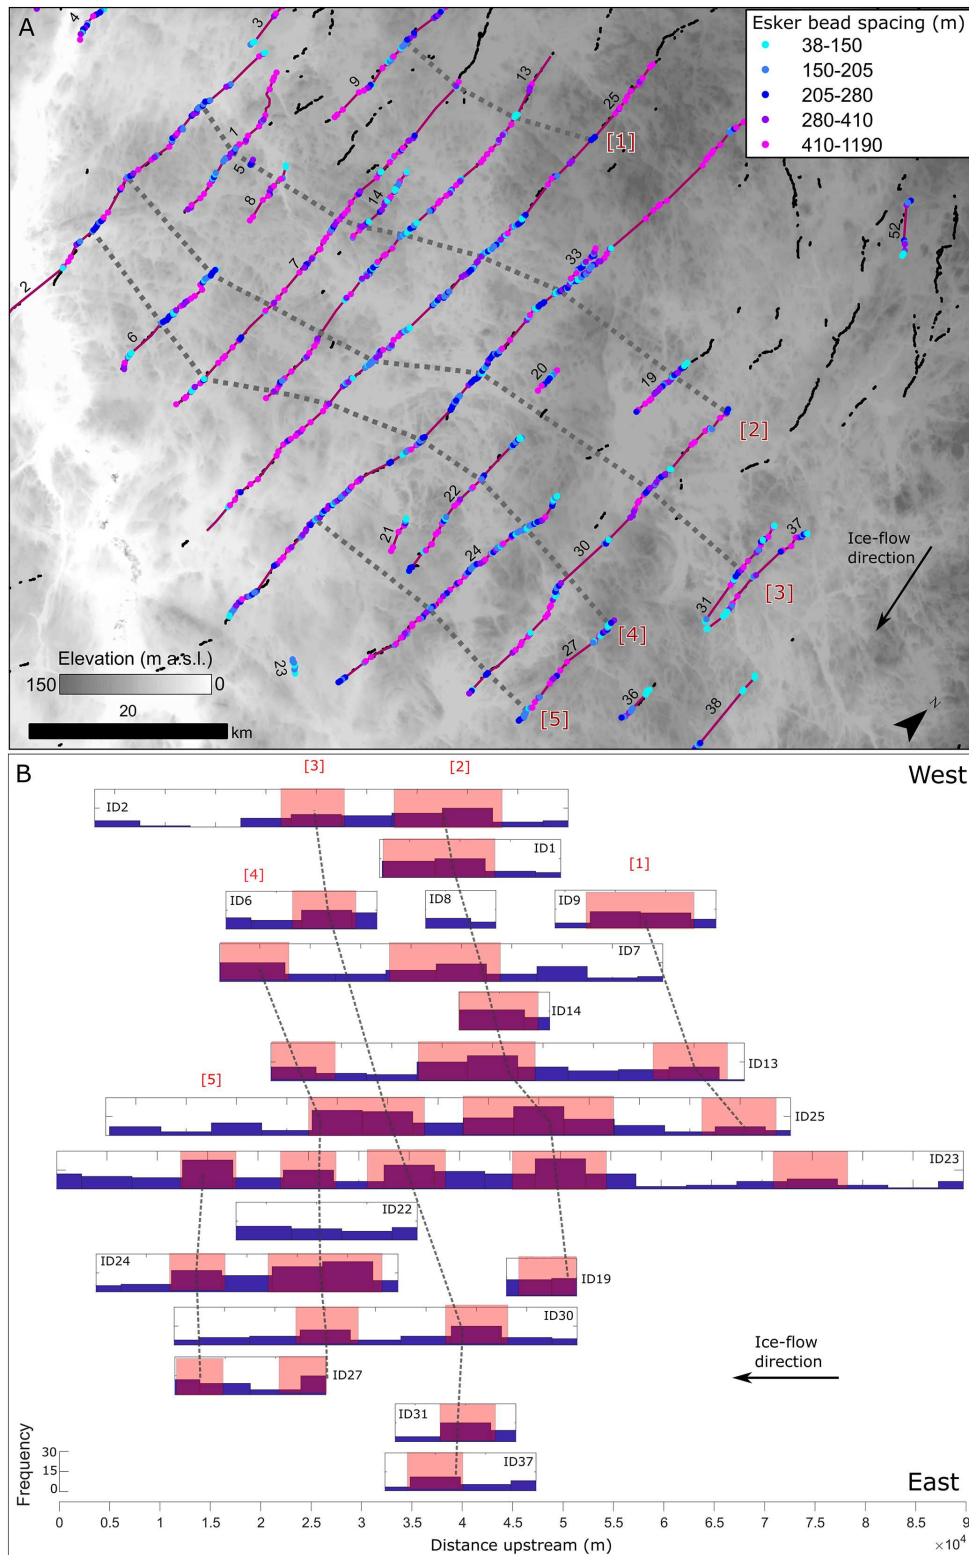 A
Esker bead spacing (m)
38-150
150-205
205-280
280-410
410-1190
4
3
9
13
25
[1]
1
5
8
14
7
2
6
33
52
20
19
[2]
22
21
24
30
31
37
[3]
Ice-flow
direction
23
27
[4]
36
38
[5]
Elevation (m a.s.l.)
150
0
20
km
N
B
[3]
[2]
West
ID2
ID1
[4]
[1]
ID6
ID8
ID9
ID7
ID14
ID13
[5]
ID25
ID23
ID22
ID24
ID19
ID30
Ice-flow
direction
ID27
ID31
ID37
Frequency
30
15
0
East
0 0.5 1 1.5 2 2.5 3 3.5 4 4.5 5 5.5 6 6.5 7 7.5 8 8.5 9
Distance upstream (m)
×10⁴